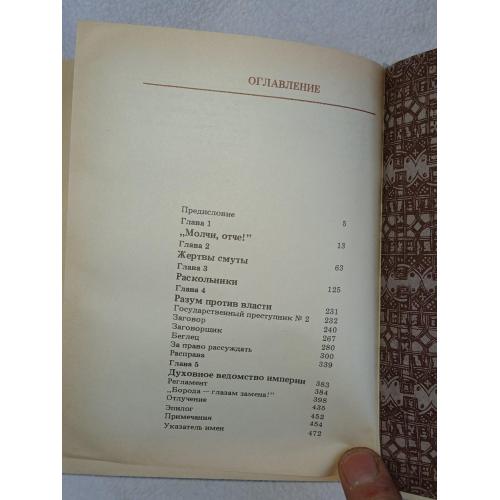 ОГЛАВЛЕНИЕ
Предисловие 5
Глава 1
„Молчи, отче!" 13
Глава 2
Жертвы смуты 63
Глава 3
Раскольники 125
Глава 4
Разум против власти 231
Государственный преступник № 2 232
Заговор 240
Заговорщик 267
Беглец 280
За право рассуждать 300
Расправа 339
Глава 5
Духовное ведомство империи 383
Регламент 384
„Борода — глазам замена!" 398
Отлучение 435
Эпилог 452
Примечания 454
Указатель имен 472